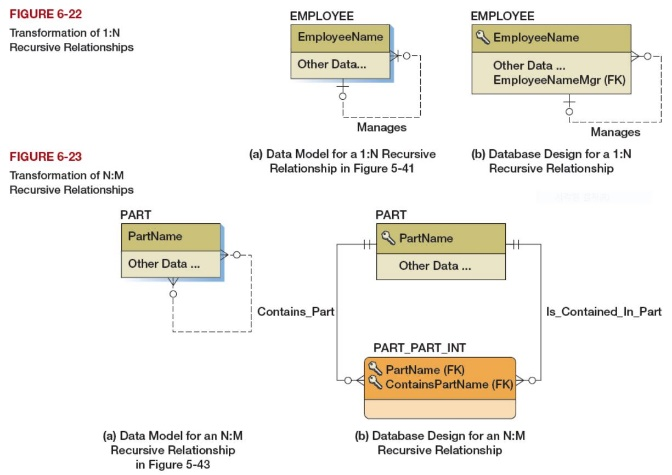 FIGURE 6-22
Transformation of 1:N
Recursive Relationships
EMPLOYEE
EmployeeName
Other Data...
Manages
(a) Data Model for a 1:N Recursive
Relationship in Figure 5-41
EMPLOYEE
EmployeeName
Other Data ...
EmployeeNameMgr (FK)
Manages
(b) Database Design for a 1:N
Recursive Relationship
FIGURE 6-23
Transformation of N:M
Recursive Relationships
PART
PartName
Other Data ...
(a) Data Model for an N:M
Recursive Relationship
in Figure 5-43
PART
PartName
Other Data ...
Contains_Part
Is_Contained_In_Part
PART_PART_INT
PartName (FK)
ContainsPartName (FK)
(b) Database Design for an N:M
Recursive Relationship